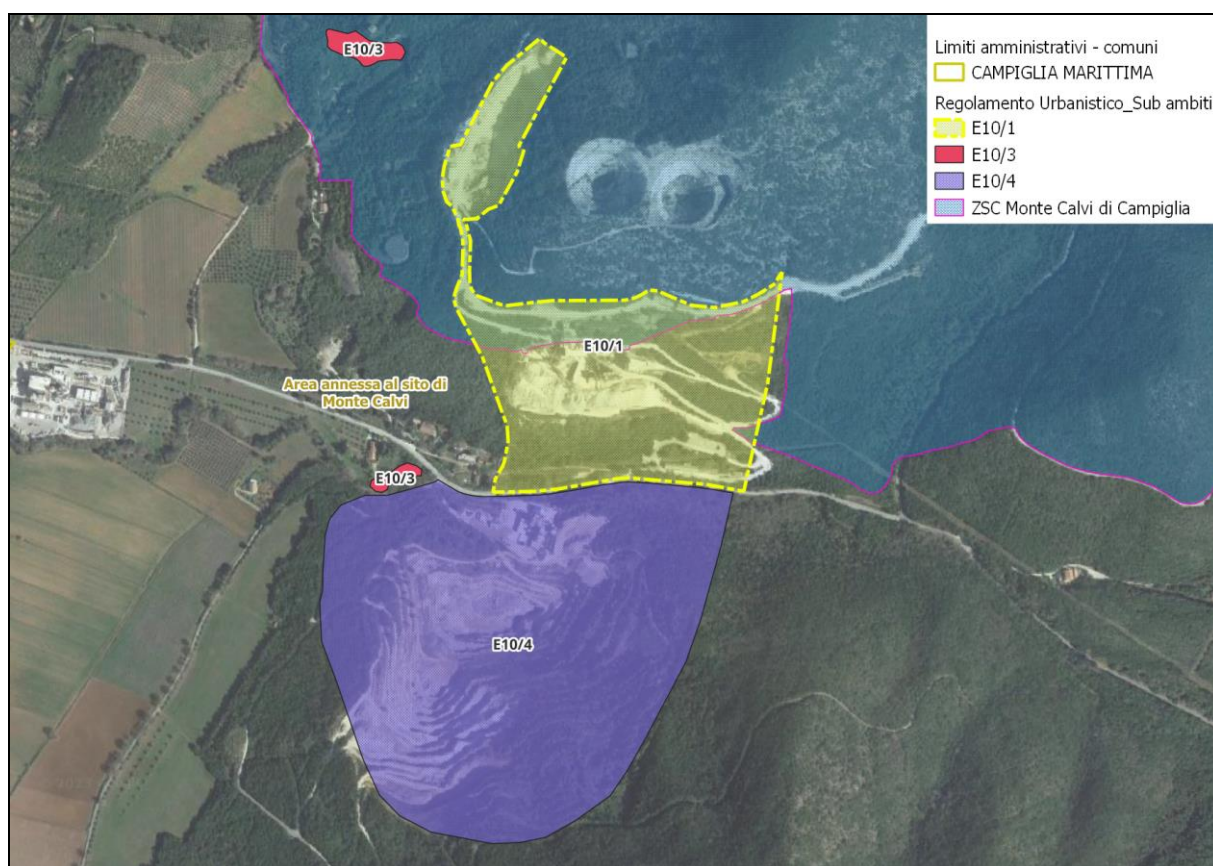 E10/3
Limiti amministrativi - comuni
CAMPIGLIA MARITTIMA
Regolamento Urbanistico_Sub ambiti
E10/1
E10/3
E10/4
ZSC Monte Calvi di Campiglia
E10/1
Area annessa al sito di
Monte Calvi
E10/3
E10/4